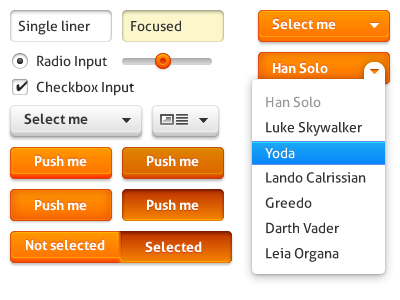 Single liner
Focused
Radio Input
Checkbox Input
Select me
Push me
Push me
Push me
Push me
Not selected
Selected
Select me
Han Solo
Han Solo
Luke Skywalker
Yoda
Lando Calrissian
Greedo
Darth Vader
Leia Organa